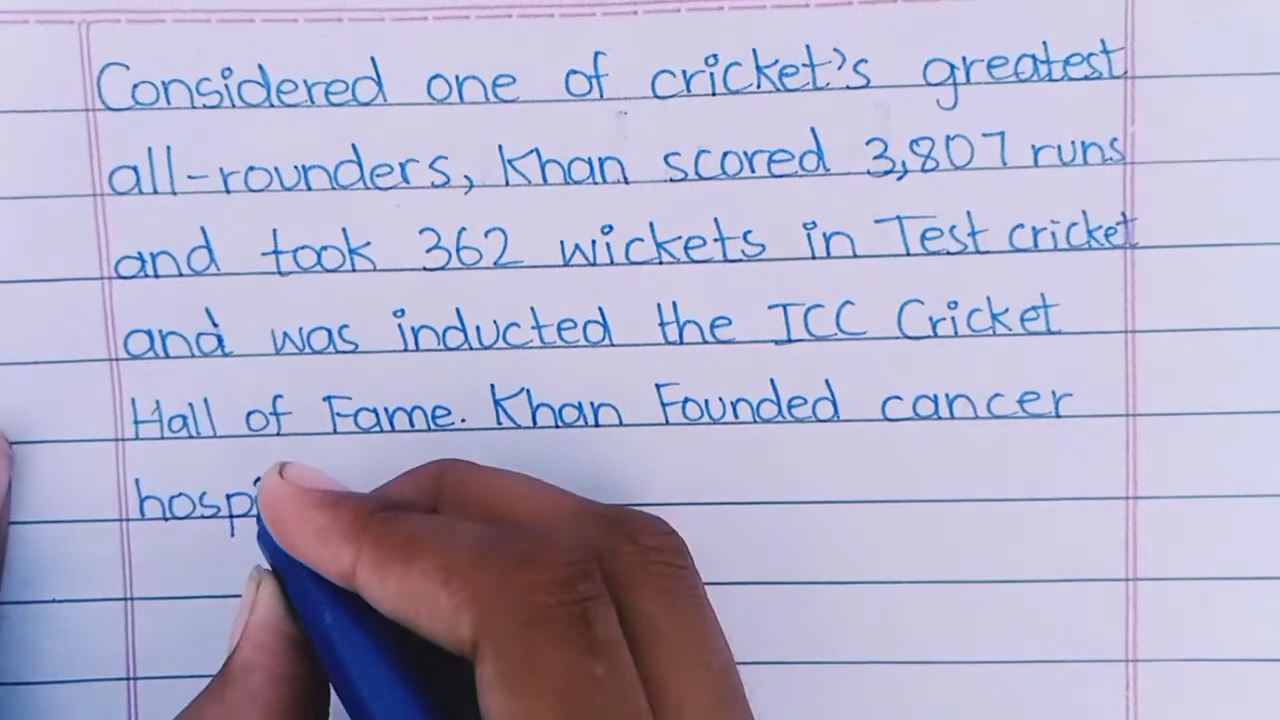 Considered one of cricket's greatest
all-rounders, Khan scored 3,807 runs
and took 362 wickets in Test cricket
and was inducted the ICC Cricket
Hall of Fame. Khan Founded cancer
hospi